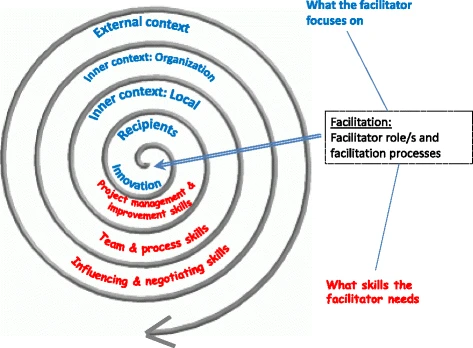 What the facilitator
focuses on
External context
Inner context: Organization
Inner context: Local
Recipients
Innovation
Facilitation:
Facilitator role/s and
facilitation processes
Project management &
improvement skills
Team & process skills
Influencing & negotiating skills
What skills the
facilitator needs